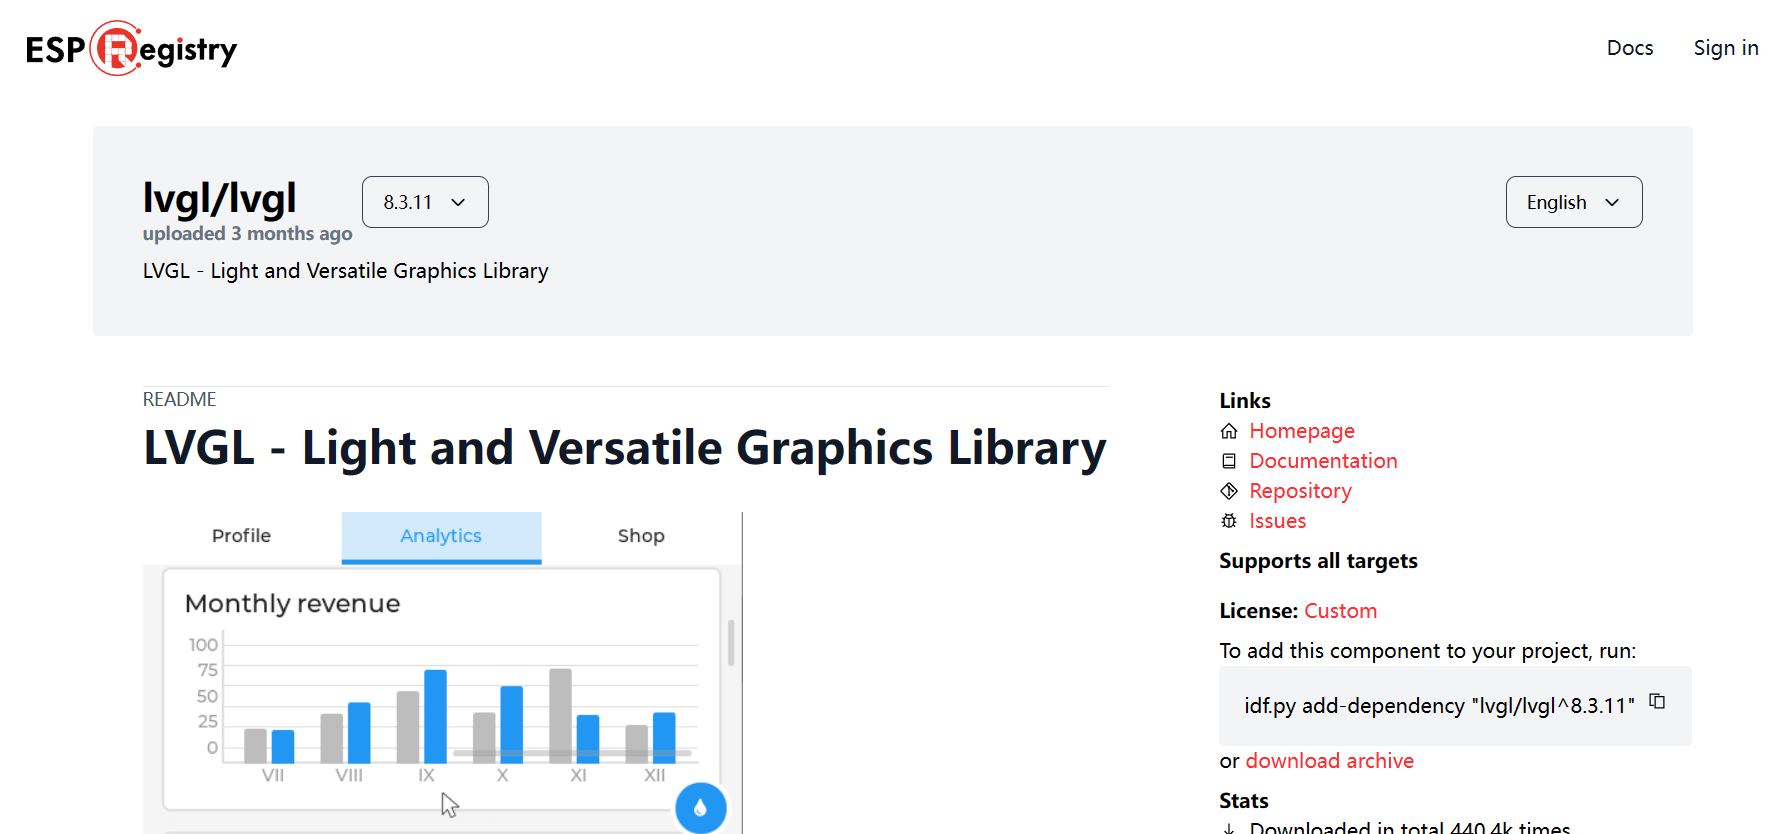 ESP Registry
Docs
Sign in
lvgl/lvgl
8.3.11
English
uploaded 3 months ago
LVGL - Light and Versatile Graphics Library
README
LVGL - Light and Versatile Graphics Library
Profile
Analytics
Shop
Monthly revenue
100
75
50
25
0
VII VIII IX X XI XII
Links
Homepage
Documentation
Repository
Issues
Supports all targets
License: Custom
To add this component to your project, run:
idf.py add-dependency "lvgl/lvgl^8.3.11"
or download archive
Stats
Downloaded in total 440.4k times